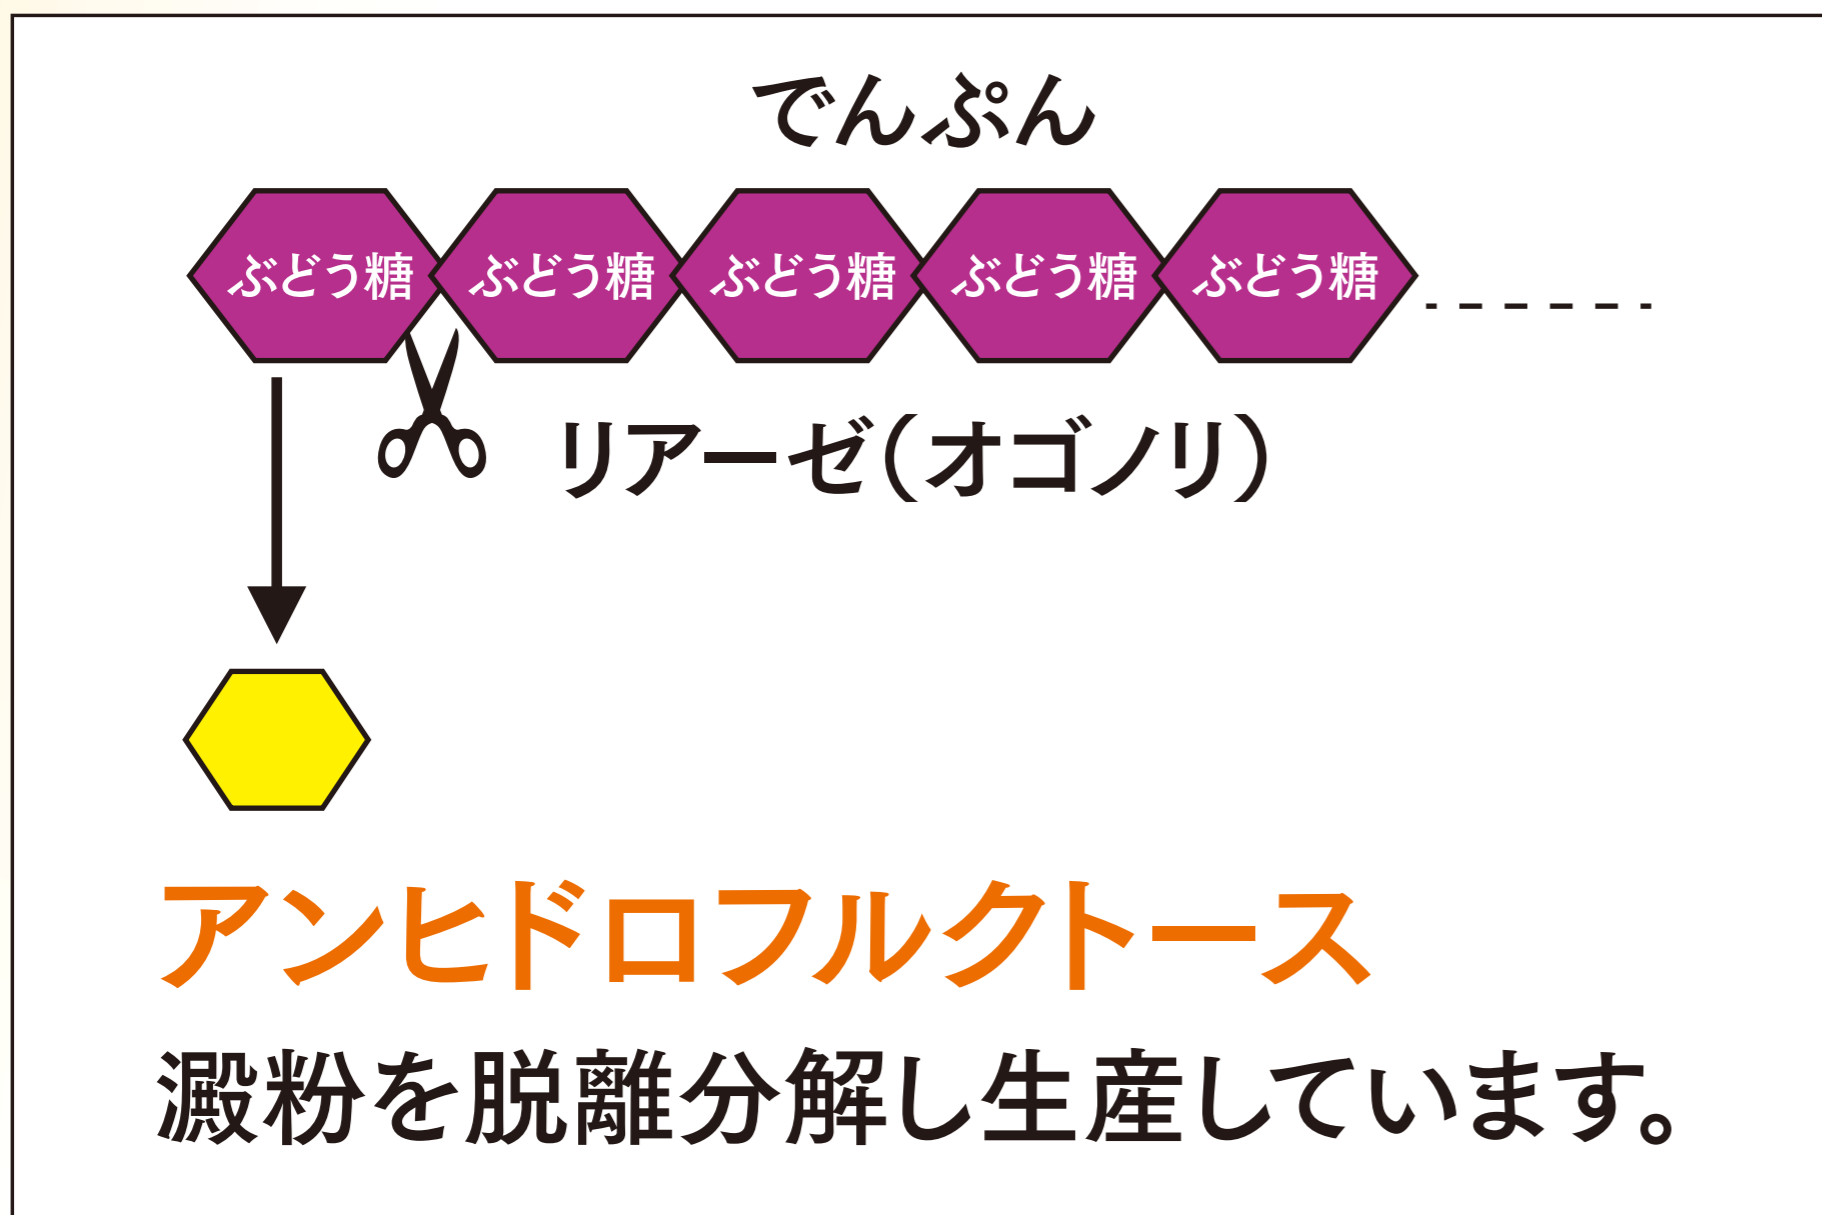 でんぷん
ぶどう糖 ぶどう糖 ぶどう糖 ぶどう糖 ぶどう糖
リアーゼ(オゴノリ)
アンヒドロフルクトース
澱粉を脱離分解し生産しています。